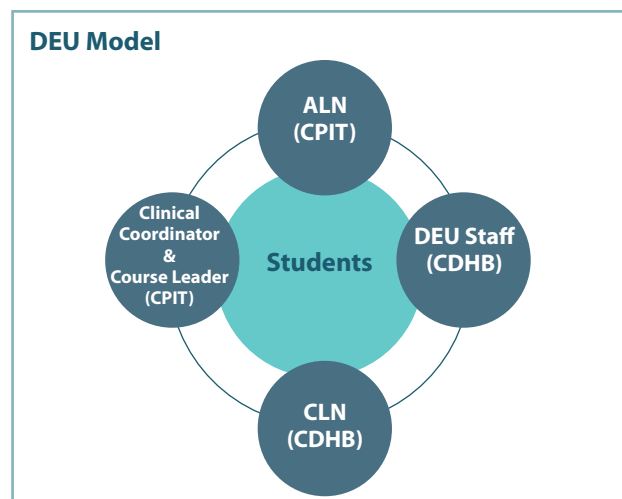 DEU Model
ALN
(CPIT)
Clinical
Coordinator
&
Course Leader
(CPIT)
Students
DEU Staff
(CDHB)
CLN
(CDHB)